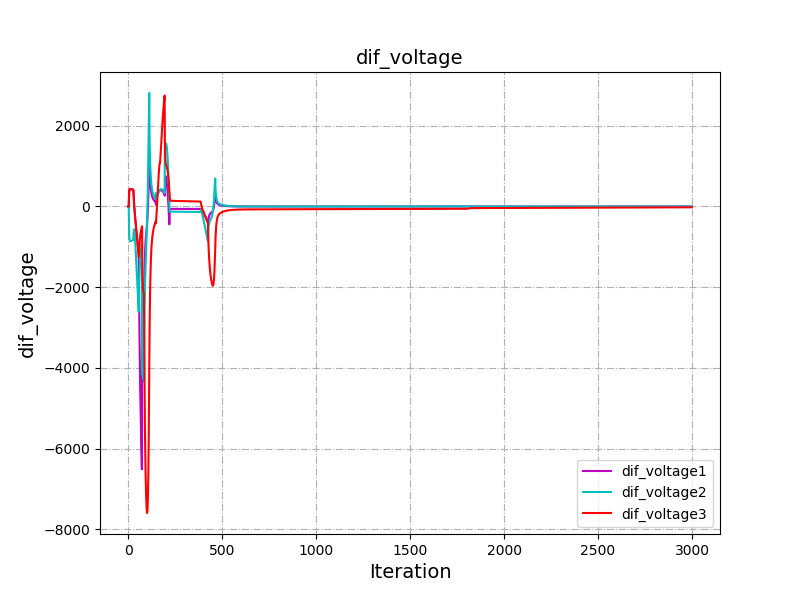 dif_voltage
dif_voltage
2000
0
−2000
−4000
−6000
−8000
0
500
1000
1500
2000
2500
3000
Iteration
dif_voltage1
dif_voltage2
dif_voltage3